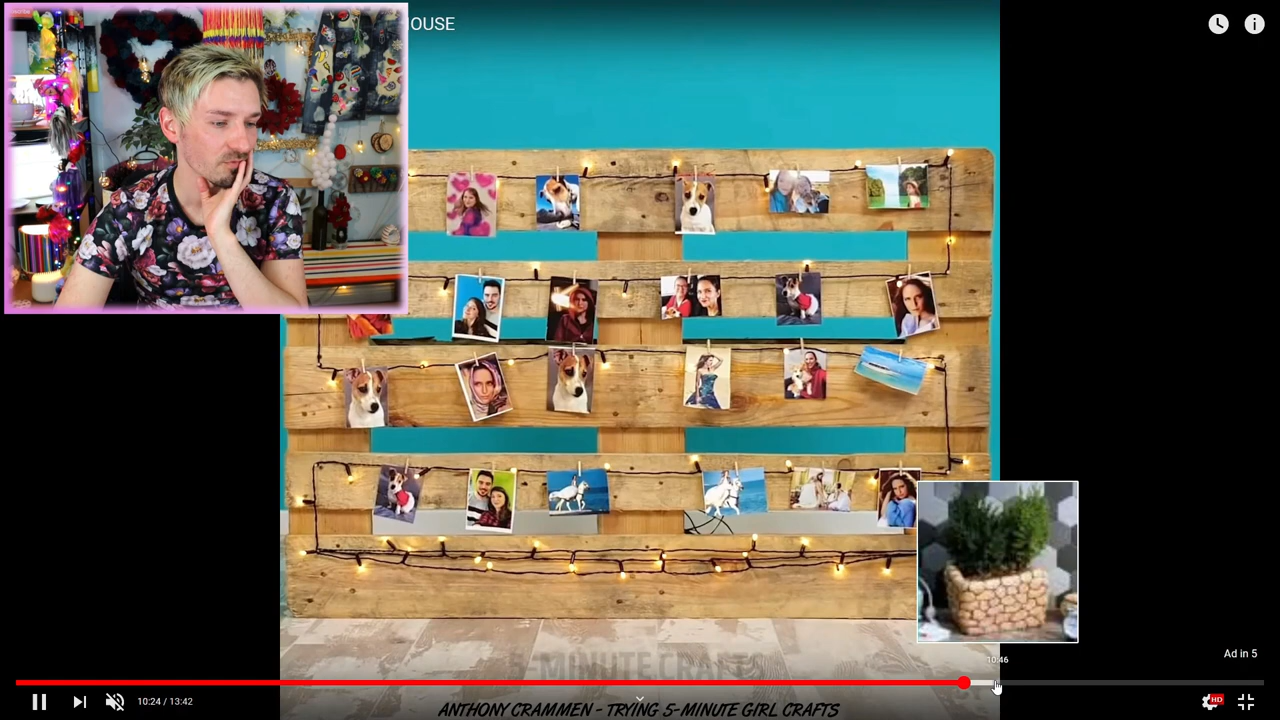 OUSE
10:46
Ad in 5
5-MINUTE CRAFTS
10:24 / 13:42
HD
ANTHONY CRAMMEN - TRYING 5-MINUTE GIRL CRAFTS